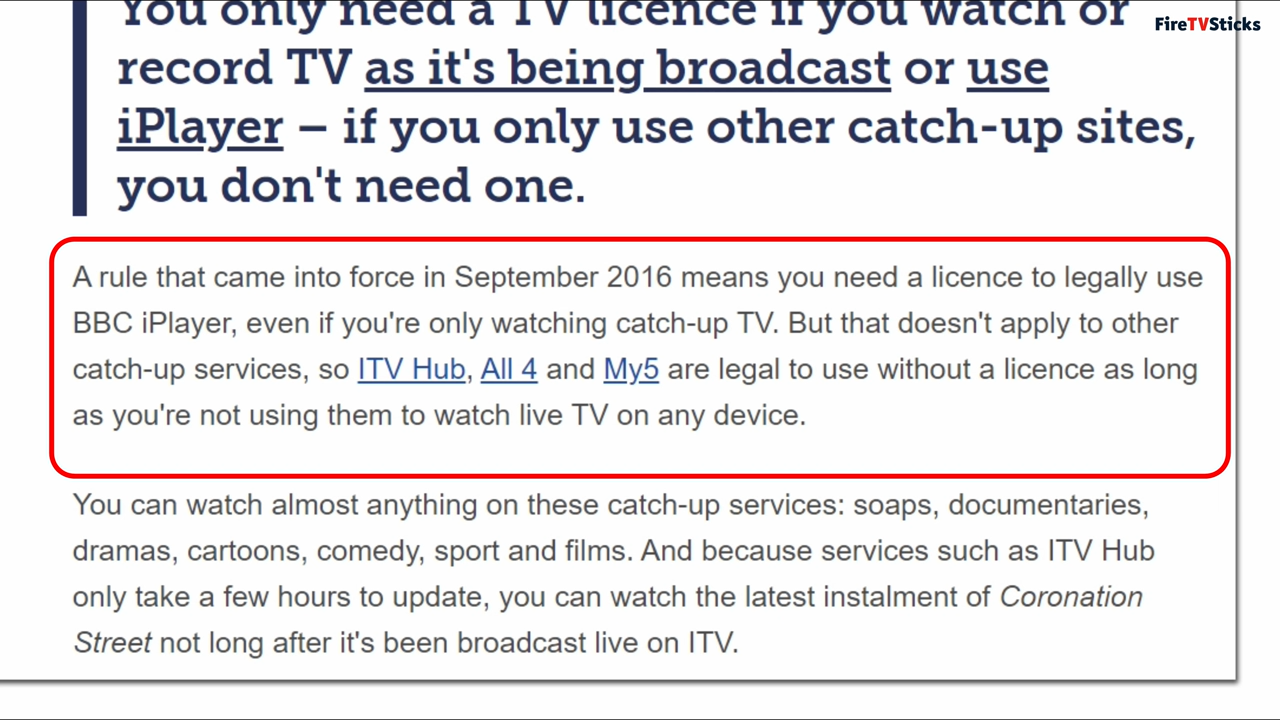 You only need a TV licence if you watch or
FireTVSticks
record TV as it's being broadcast or use
iPlayer – if you only use other catch-up sites,
you don't need one.
A rule that came into force in September 2016 means you need a licence to legally use
BBC iPlayer, even if you're only watching catch-up TV. But that doesn't apply to other
catch-up services, so ITV Hub, All 4 and My5 are legal to use without a licence as long
as you're not using them to watch live TV on any device.
You can watch almost anything on these catch-up services: soaps, documentaries,
dramas, cartoons, comedy, sport and films. And because services such as ITV Hub
only take a few hours to update, you can watch the latest instalment of Coronation
Street not long after it's been broadcast live on ITV.